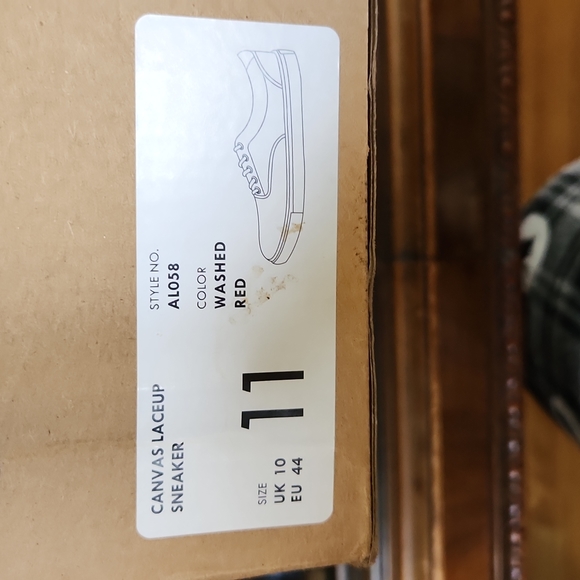 CANVAS LACEUP
SNEAKER
STYLE NO.
AL058
COLOR
WASHED
RED
SIZE
UK 10
EU 44
11